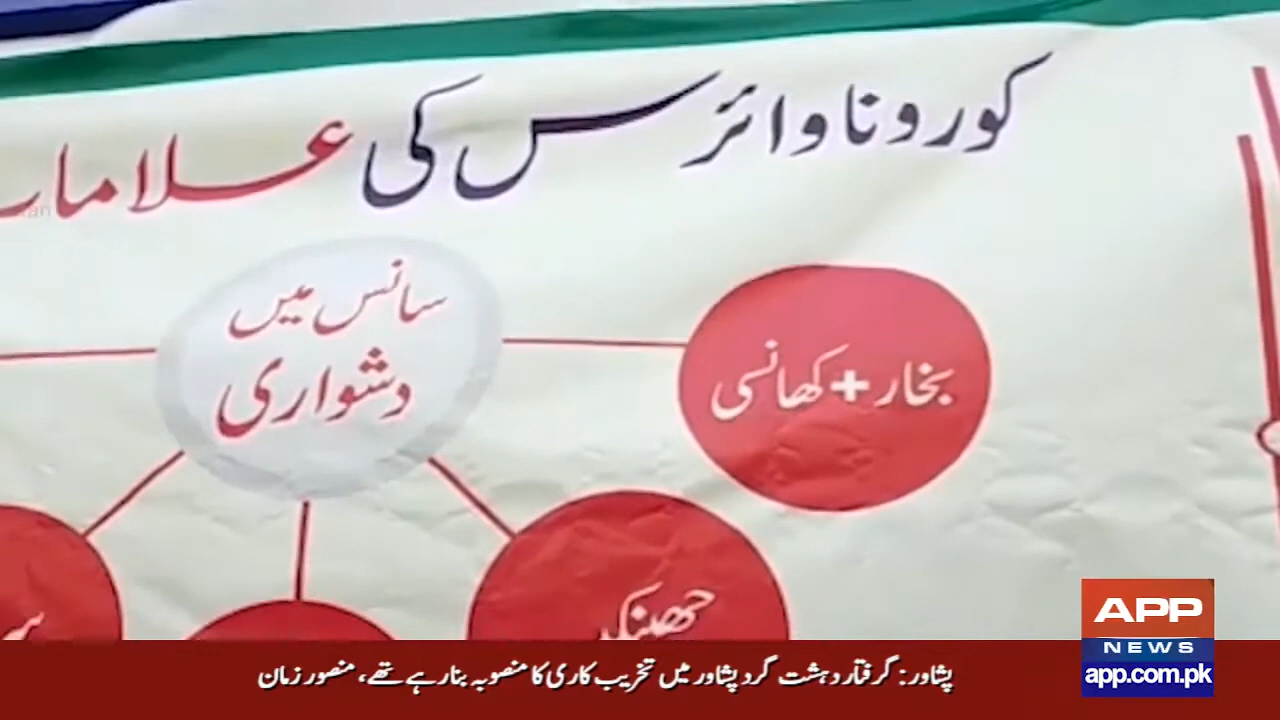 کورونا وائرس کی علامات
سانس میں
دشواری
بخار + کھانسی
APP
NEWS
app.com.pk
پشاور: گرفتار دہشت گرد پشاور میں تخریب کاری کا منصوبہ بنا رہے تھے، منصور زمان